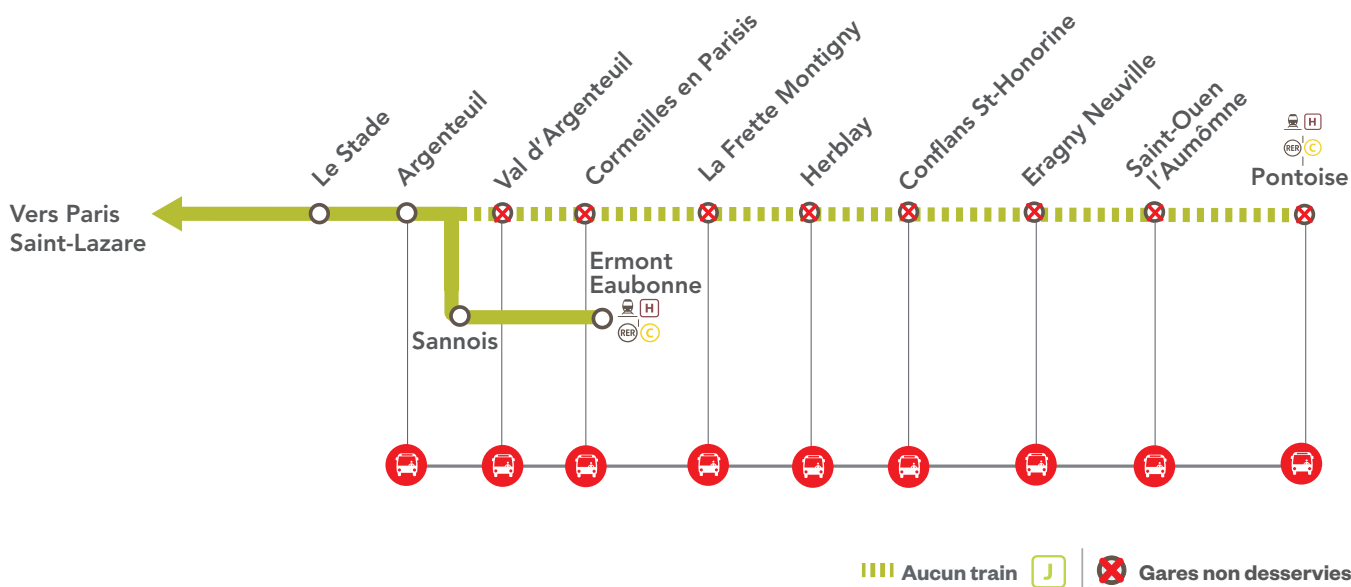 Le Stade
Argenteuil
Val d'Argenteuil
Cormeilles en Parisis
La Frette Montigny
Herblay
Conflans St-Honorine
Eragny Neuville
Saint-Ouen
l'Aumômne
H
RER C
Pontoise
Vers Paris
Saint-Lazare
Ermont
Eaubonne
H
RER C
Sannois
Aucun train J
Gares non desservies